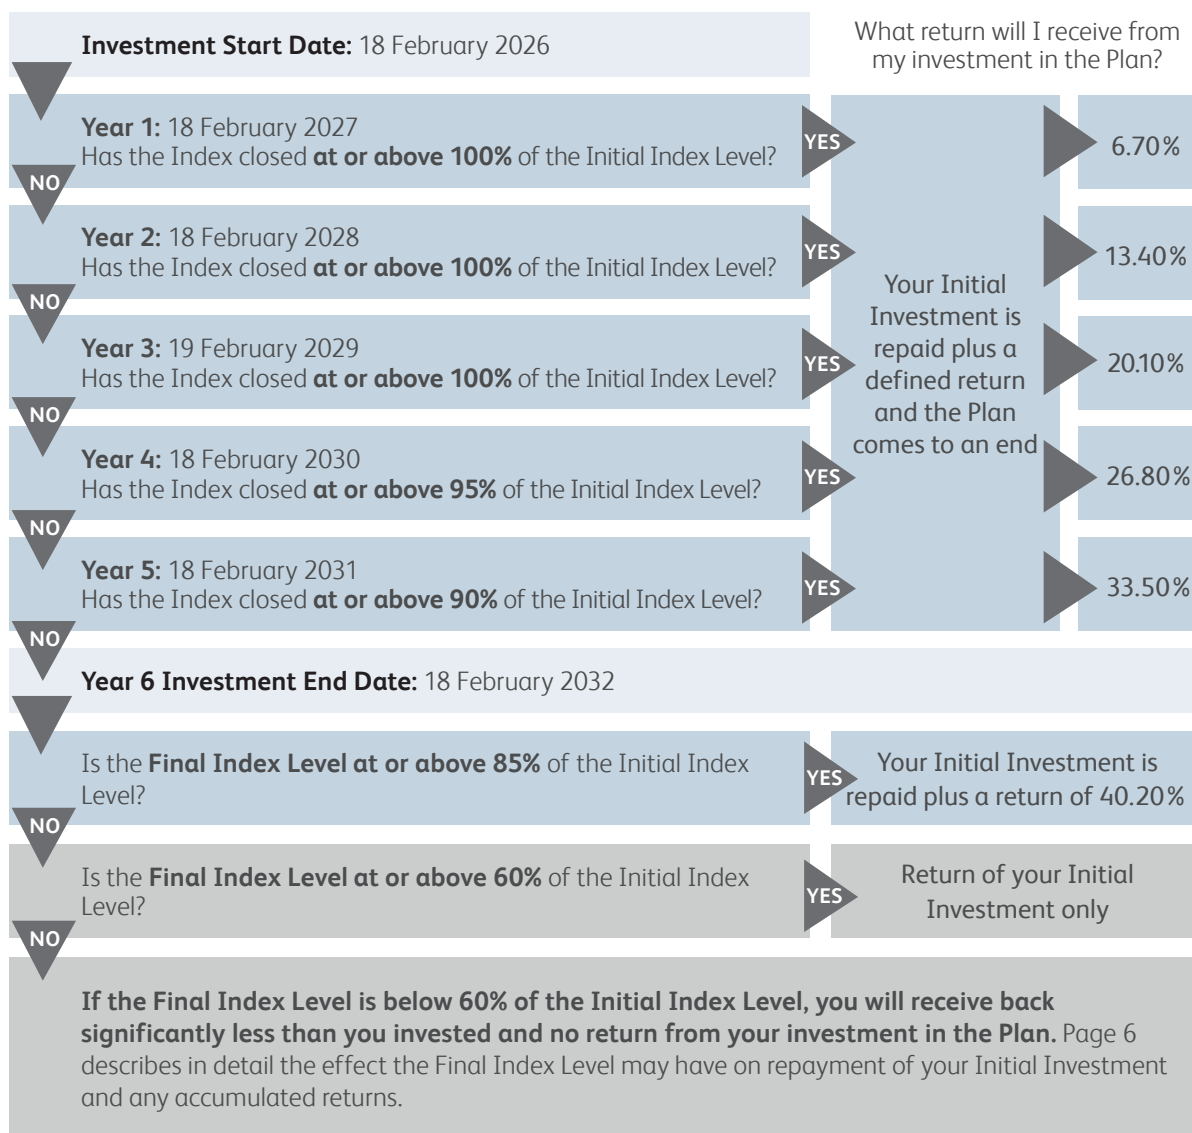 Investment Start Date: 18 February 2026
What return will I receive from
my investment in the Plan?
Year 1: 18 February 2027
Has the Index closed at or above 100% of the Initial Index Level?
YES
6.70%
NO
Year 2: 18 February 2028
Has the Index closed at or above 100% of the Initial Index Level?
YES
13.40%
NO
Year 3: 19 February 2029
Has the Index closed at or above 100% of the Initial Index Level?
YES
20.10%
NO
Year 4: 18 February 2030
Has the Index closed at or above 95% of the Initial Index Level?
YES
26.80%
NO
Year 5: 18 February 2031
Has the Index closed at or above 90% of the Initial Index Level?
YES
33.50%
NO
Your Initial
Investment is
repaid plus a
defined return
and the Plan
comes to an end
Year 6 Investment End Date: 18 February 2032
Is the Final Index Level at or above 85% of the Initial Index
Level?
YES
Your Initial Investment is
repaid plus a return of 40.20%
NO
Is the Final Index Level at or above 60% of the Initial Index
Level?
YES
Return of your Initial
Investment only
NO
If the Final Index Level is below 60% of the Initial Index Level, you will receive back
significantly less than you invested and no return from your investment in the Plan. Page 6
describes in detail the effect the Final Index Level may have on repayment of your Initial Investment
and any accumulated returns.